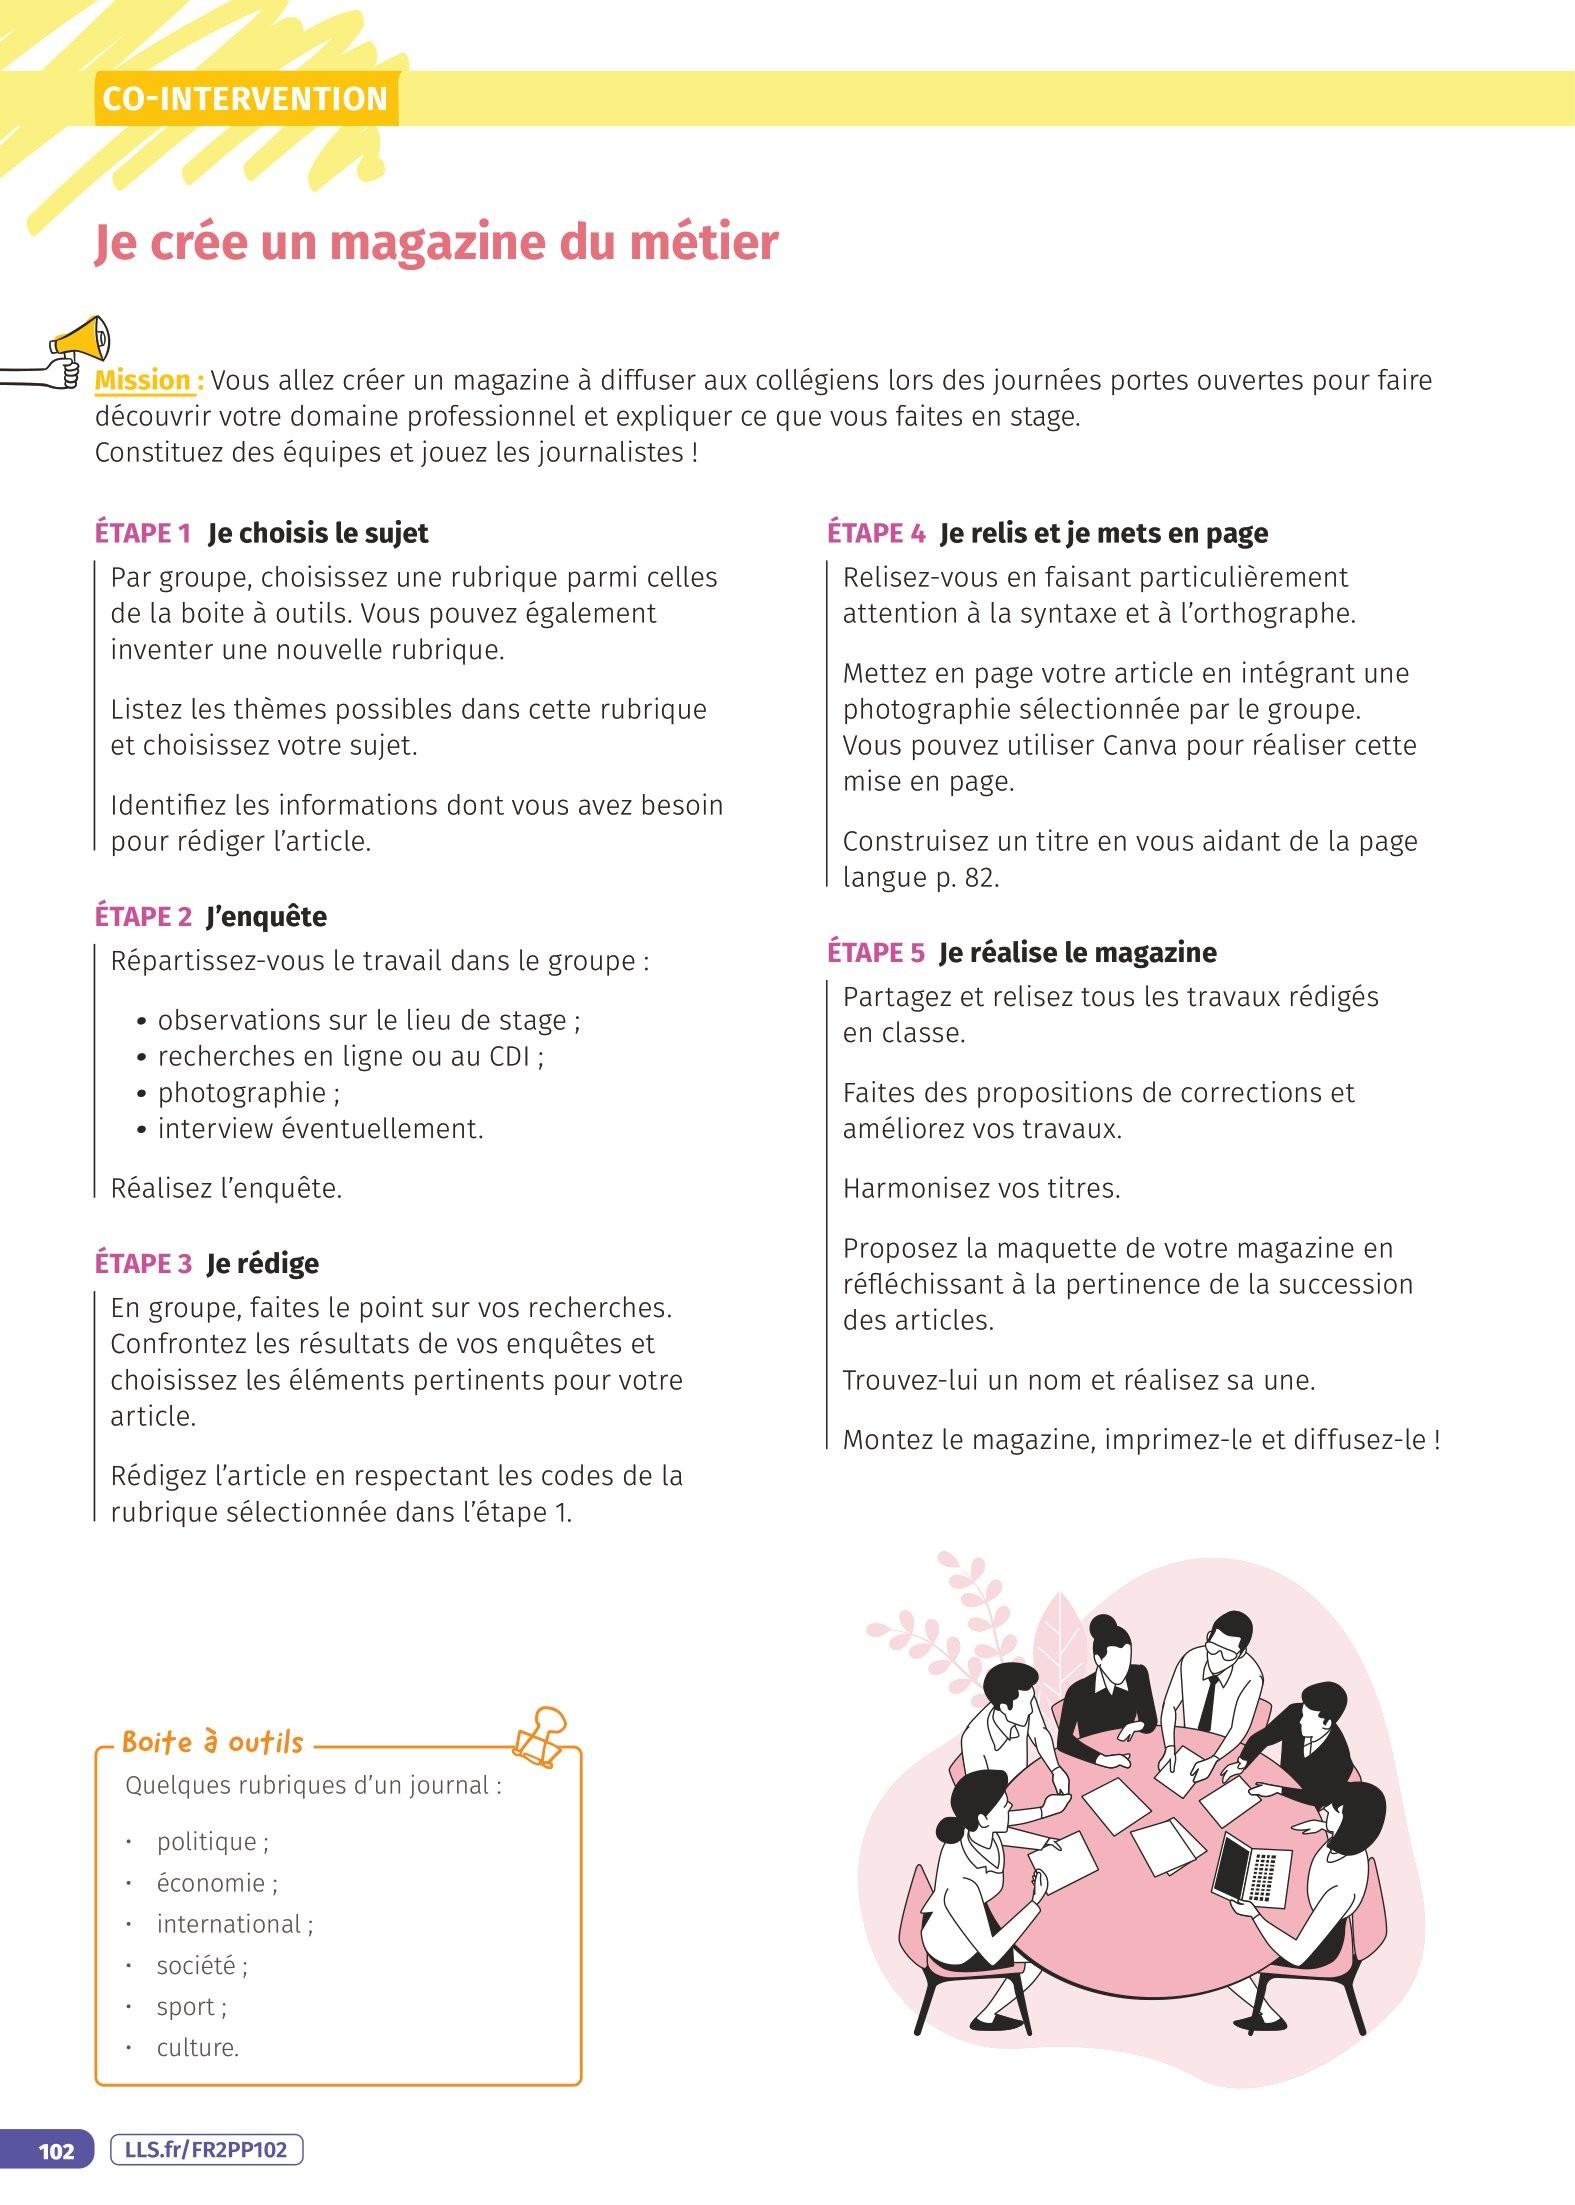 CO-INTERVENTION
Je crée un magazine du métier
Mission : Vous allez créer un magazine à diffuser aux collégiens lors des journées portes ouvertes pour faire
découvrir votre domaine professionnel et expliquer ce que vous faites en stage.
Constituez des équipes et jouez les journalistes !
ÉTAPE 1 Je choisis le sujet
Par groupe, choisissez une rubrique parmi celles
de la boite à outils. Vous pouvez également
inventer une nouvelle rubrique.
Listez les thèmes possibles dans cette rubrique
et choisissez votre sujet.
Identifiez les informations dont vous avez besoin
pour rédiger l'article.
ÉTAPE 2 J'enquête
Répartissez-vous le travail dans le groupe :
• observations sur le lieu de stage ;
• recherches en ligne ou au CDI ;
• photographie ;
• interview éventuellement.
Réalisez l'enquête.
ÉTAPE 3 Je rédige
En groupe, faites le point sur vos recherches.
Confrontez les résultats de vos enquêtes et
choisissez les éléments pertinents pour votre
article.
Rédigez l'article en respectant les codes de la
rubrique sélectionnée dans l'étape 1.
ÉTAPE 4 Je relis et je mets en page
Relisez-vous en faisant particulièrement
attention à la syntaxe et à l'orthographe.
Mettez en page votre article en intégrant une
photographie sélectionnée par le groupe.
Vous pouvez utiliser Canva pour réaliser cette
mise en page.
Construisez un titre en vous aidant de la page
langue p. 82.
ÉTAPE 5 Je réalise le magazine
Partagez et relisez tous les travaux rédigés
en classe.
Faites des propositions de corrections et
améliorez vos travaux.
Harmonisez vos titres.
Proposez la maquette de votre magazine en
réfléchissant à la pertinence de la succession
des articles.
Trouvez-lui un nom et réalisez sa une.
Montez le magazine, imprimez-le et diffusez-le !
Boite à outils
Quelques rubriques d'un journal :
• politique ;
• économie ;
• international ;
• société ;
• sport ;
• culture.
102
LLS.fr/FR2PP102